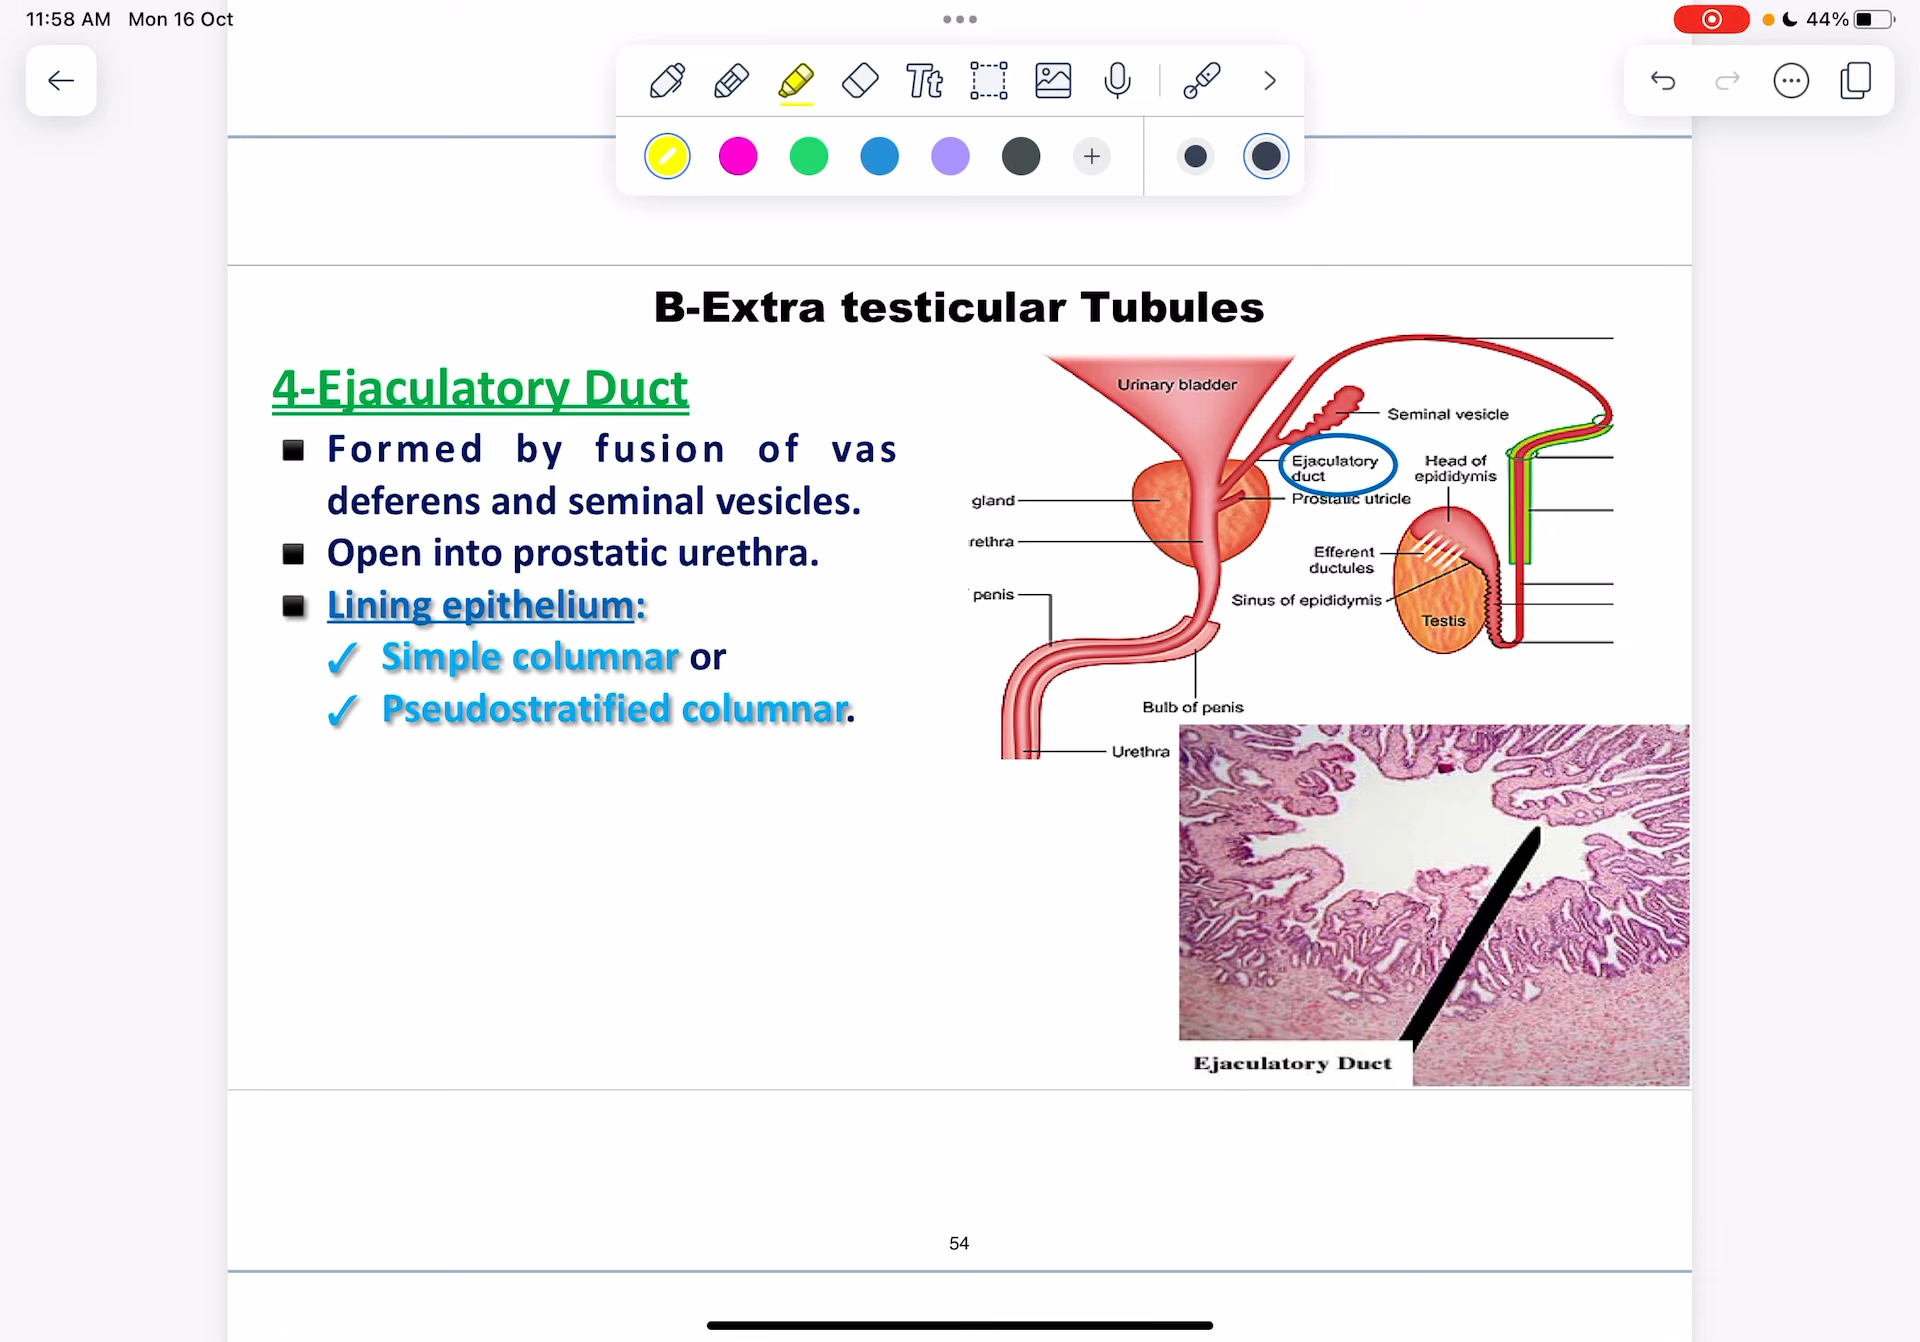 11:58 AM Mon 16 Oct
44%
Tt
B-Extra testicular Tubules
4-Ejaculatory Duct
Formed by fusion of vas
deferens and seminal vesicles.
Open into prostatic urethra.
Lining epithelium:
✓ Simple columnar or
✓ Pseudostratified columnar.
Urinary bladder
Seminal vesicle
Ejaculatory
duct
Head of
epididymis
gland
Prostatic utricle
rethra
Efferent
ductules
penis
Sinus of epididymis
Testis
Bulb of penis
Urethra
Ejaculatory Duct
54